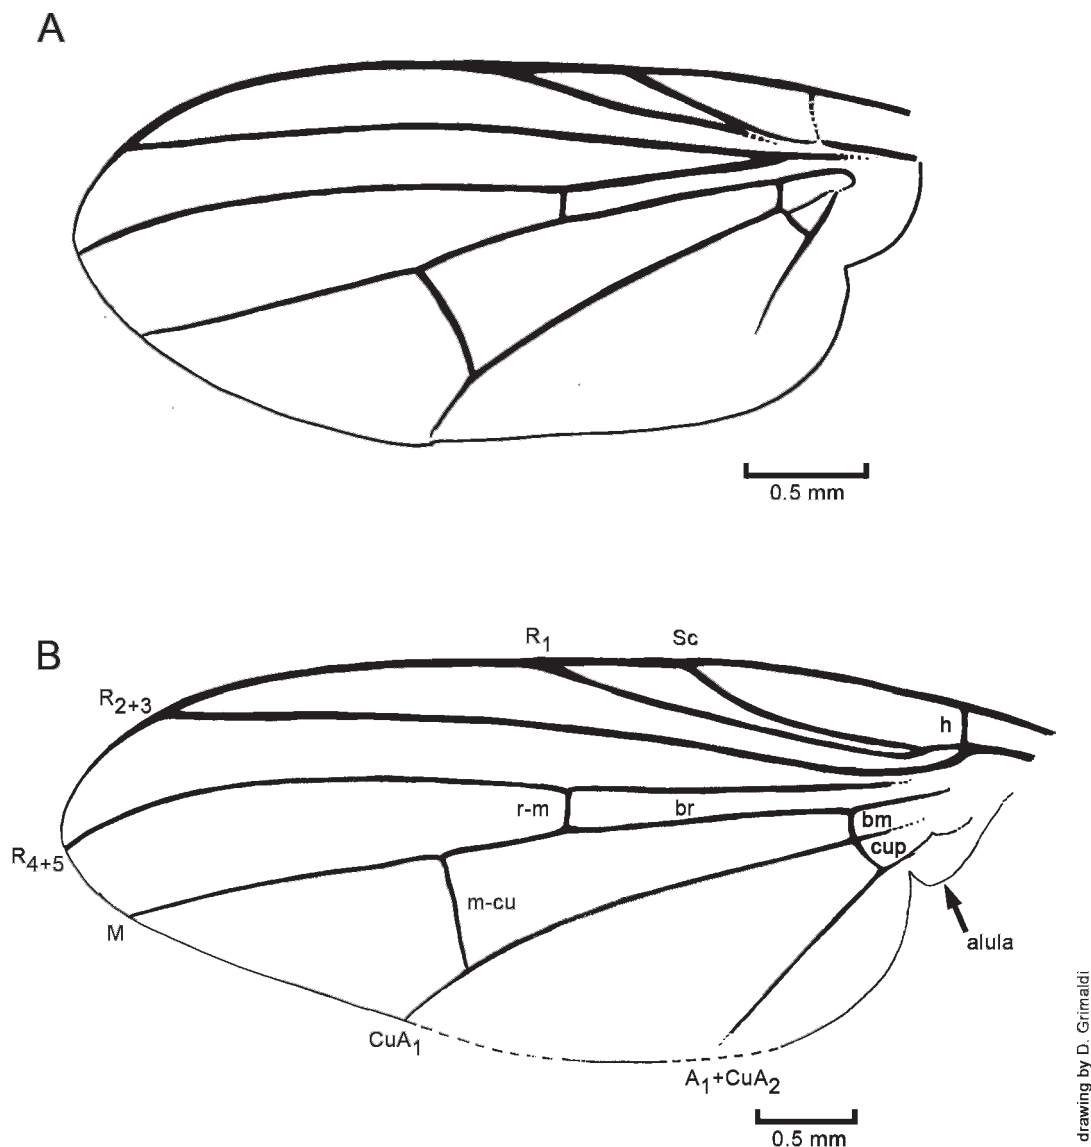 A
0.5 mm
B
R1
Sc
R2+3
h
r-m
br
bm
cup
R4+5
m-cu
M
alula
CuA1
A1+CuA2
0.5 mm
drawing by D. Grimaldi